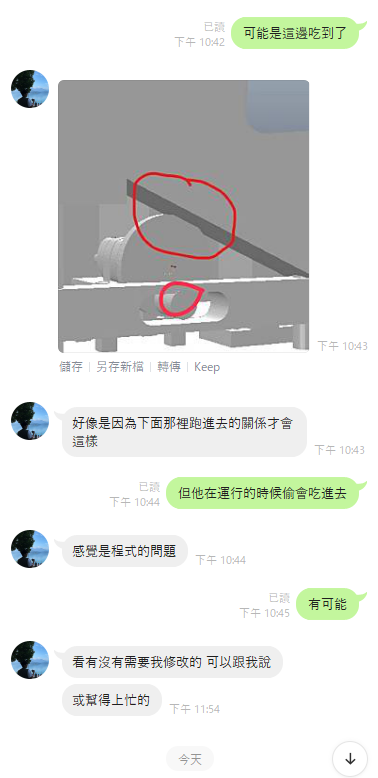 已讀
下午 10:42
可能是這邊吃到了
下午 10:43
儲存 | 另存新檔 | 轉傳 | Keep
好像是因為下面那裡跑進去的關係才會
這樣
下午 10:43
已讀
下午 10:44
但他在運行的時候偷會吃進去
感覺是程式的問題
下午 10:44
已讀
下午 10:45
有可能
看有沒有需要我修改的 可以跟我說
或幫得上忙的
下午 11:54
今天